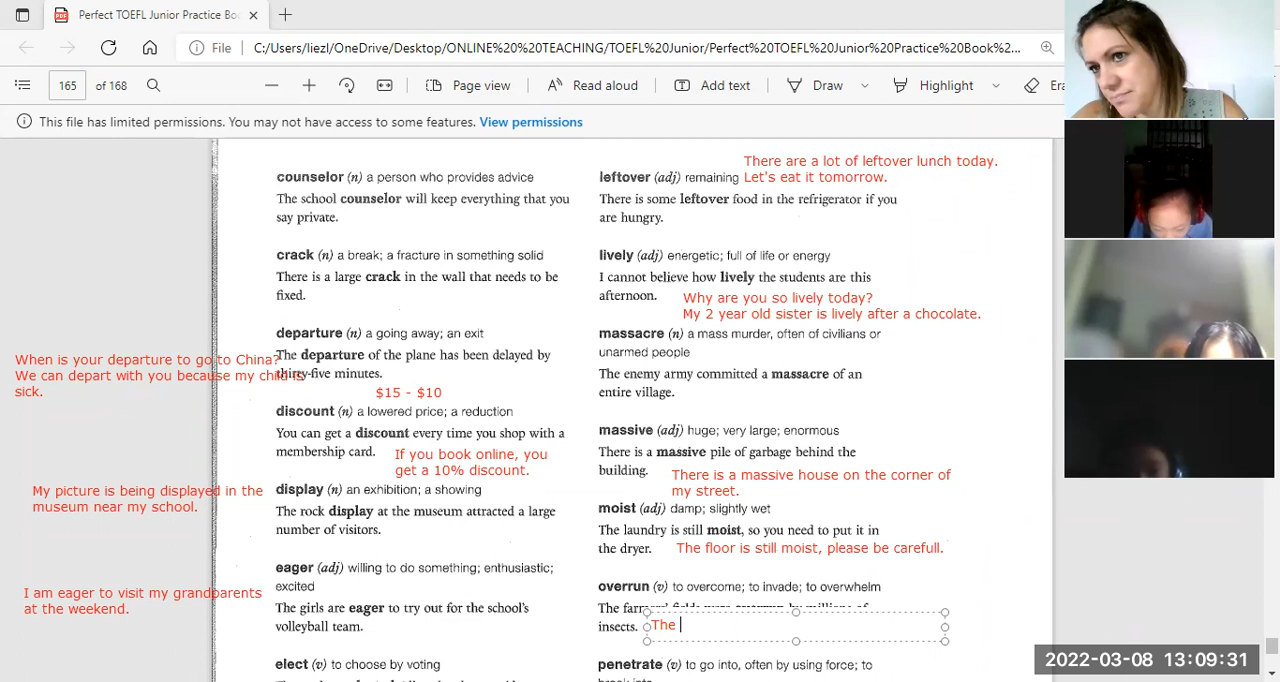 Perfect TOEFL Junior Practice Bo
File
C:/Users/liezl/OneDrive/Desktop/ONLINE%20%20TEACHING/TOEFL%20Junior/Perfect%20TOEFL%20Junior%20Practice%20Book%2...
165 of 168
Page view
Read aloud
Add text
Draw
Highlight
Era
This file has limited permissions. You may not have access to some features. View permissions
counselor (n) a person who provides advice
The school counselor will keep everything that you
say private.
crack (n) a break; a fracture in something solid
There is a large crack in the wall that needs to be
fixed.
departure (n) a going away; an exit
When is your departure to go to China?
The departure of the plane has been delayed by
We can depart with you because my child is
thirty-five minutes.
sick.
$15 - $10
discount (n) a lowered price; a reduction
You can get a discount every time you shop with a
membership card.
If you book online, you
get a 10% discount.
display (n) an exhibition; a showing
My picture is being displayed in the
museum near my school.
The rock display at the museum attracted a large
number of visitors.
eager (adj) willing to do something; enthusiastic;
excited
I am eager to visit my grandparents
at the weekend.
The girls are eager to try out for the school's
volleyball team.
elect (v) to choose by voting
There are a lot of leftover lunch today.
Let's eat it tomorrow.
leftover (adj) remaining
There is some leftover food in the refrigerator if you
are hungry.
lively (adj) energetic; full of life or energy
I cannot believe how lively the students are this
afternoon.
Why are you so lively today?
My 2 year old sister is lively after a chocolate.
massacre (n) a mass murder, often of civilians or
unarmed people
The enemy army committed a massacre of an
entire village.
massive (adj) huge; very large; enormous
There is a massive pile of garbage behind the
building.
There is a massive house on the corner of
my street.
moist (adj) damp; slightly wet
The laundry is still moist, so you need to put it in
the dryer.
The floor is still moist, please be carefull.
overrun (v) to overcome; to invade; to overwhelm
The farmers' fields were overrun by millions of
insects.
The
penetrate (v) to go into, often by using force; to
2022-03-08 13:09:31